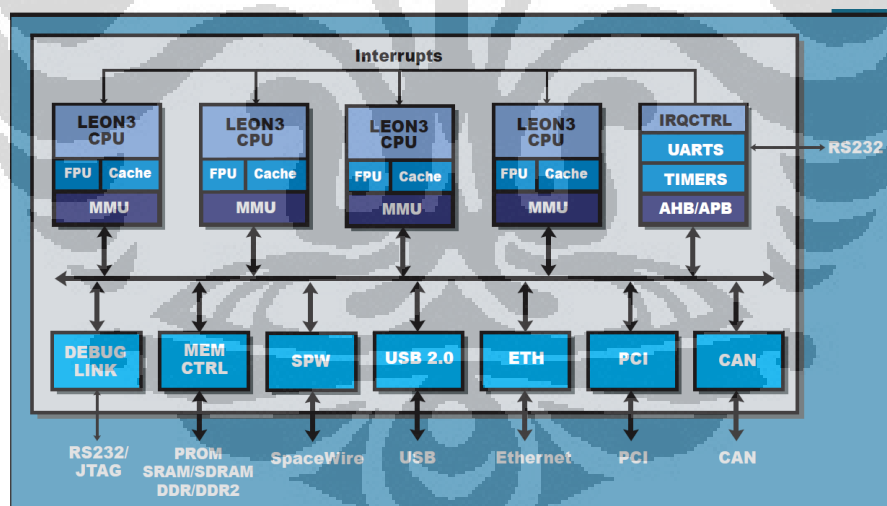 Interrupts
LEON3
CPU
FPU
Cache
MMU
LEON3
CPU
FPU
Cache
MMU
LEON3
CPU
FPU
Cache
MMU
LEON3
CPU
FPU
Cache
MMU
IRQCTRL
UARTS
TIMERS
AHB/APB
RS232
DEBUG
LINK
MEM
CTRL
SPW
USB 2.0
ETH
PCI
CAN
RS232/
JTAG
PROM
SRAM/SDRAM
DDR/DDR2
SpaceWire
USB
Ethernet
PCI
CAN